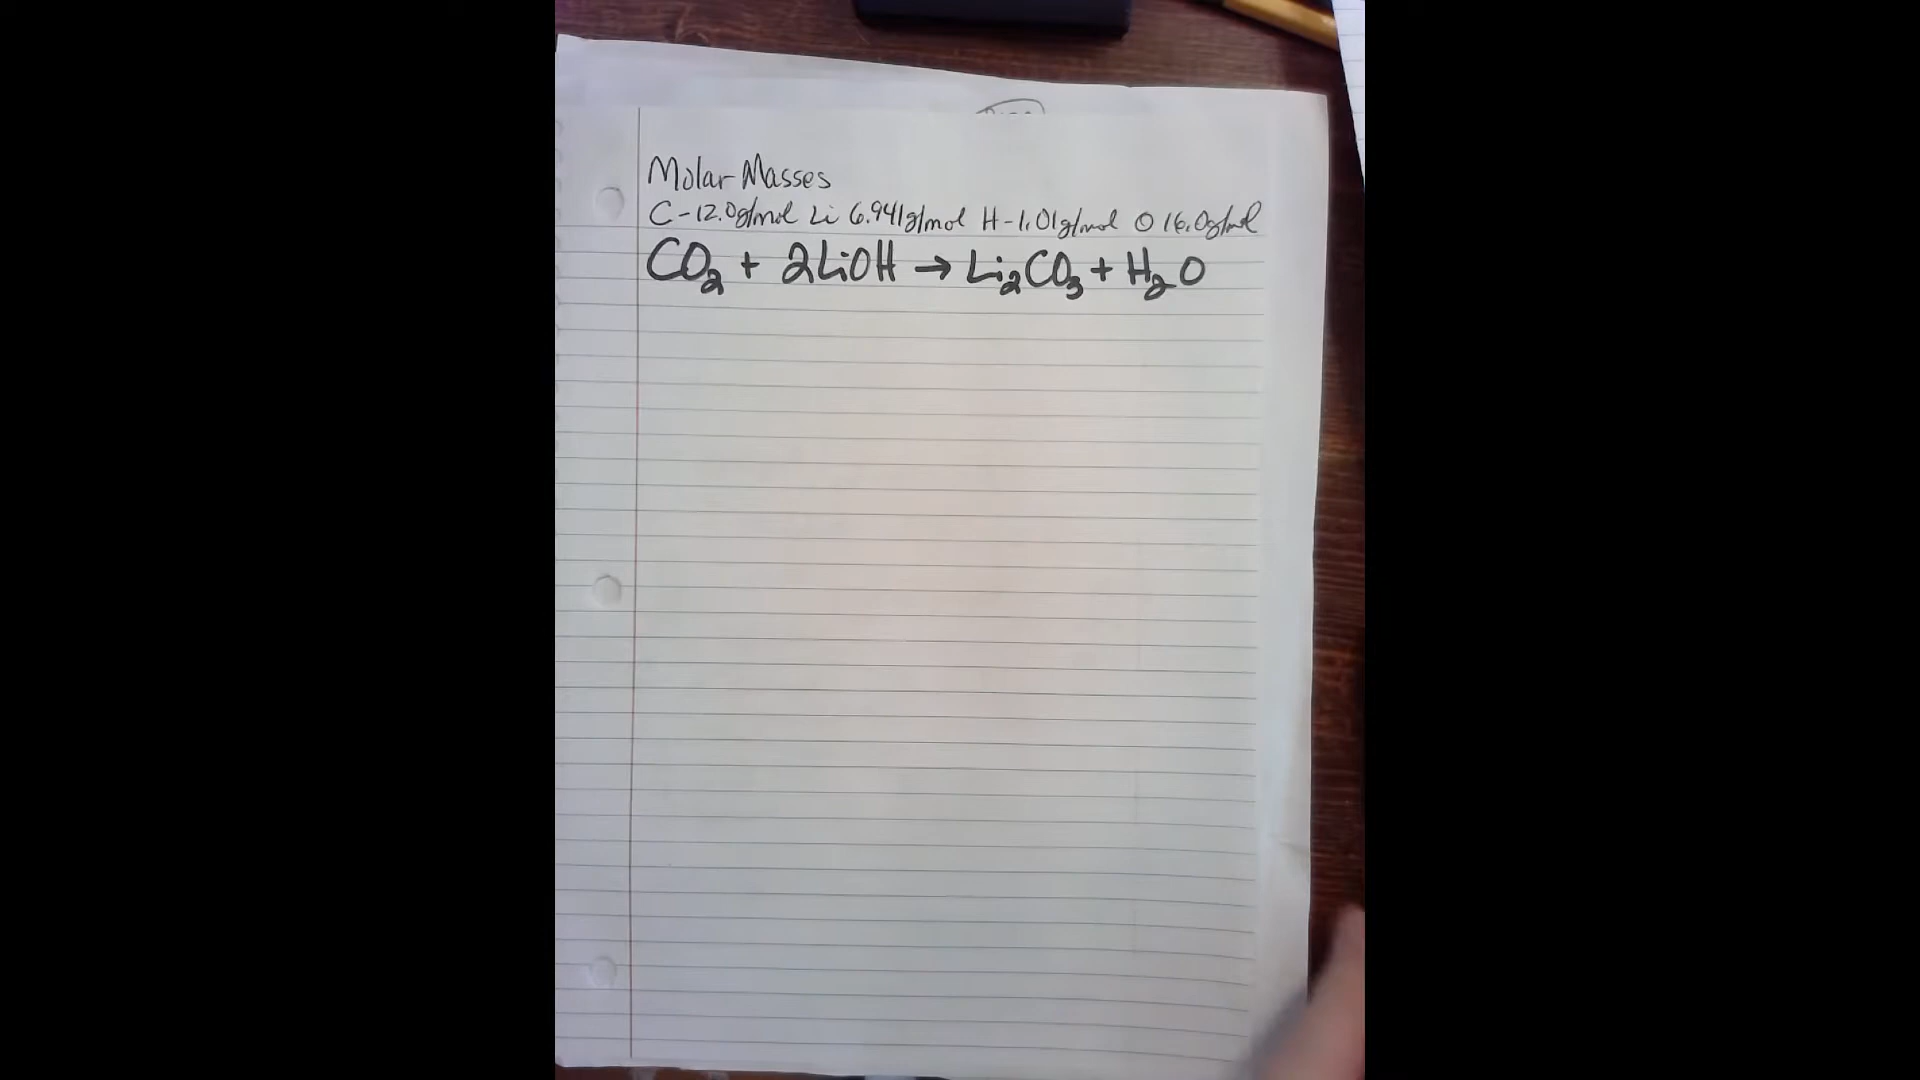 Molar Masses
C-12.0g/mol Li 6.941g/mol H-1.01g/mol O 16.0g/mol
CO₂ + 2LiOH → Li₂CO₃ + H₂O